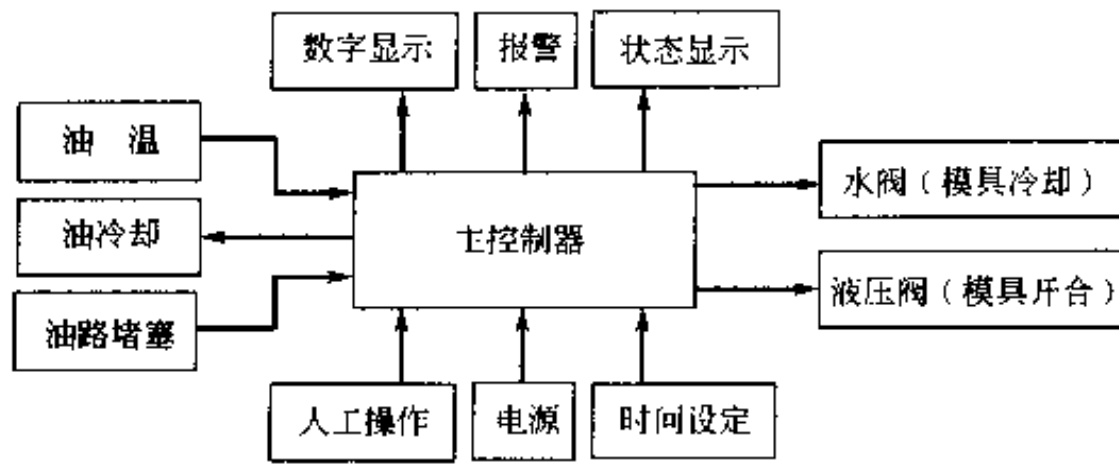 数字显示
报警
状态显示
油 温
水阀（模具冷却）
油冷却
主控制器
液压阀（模具开合）
油路堵塞
人工操作
电源
时间设定